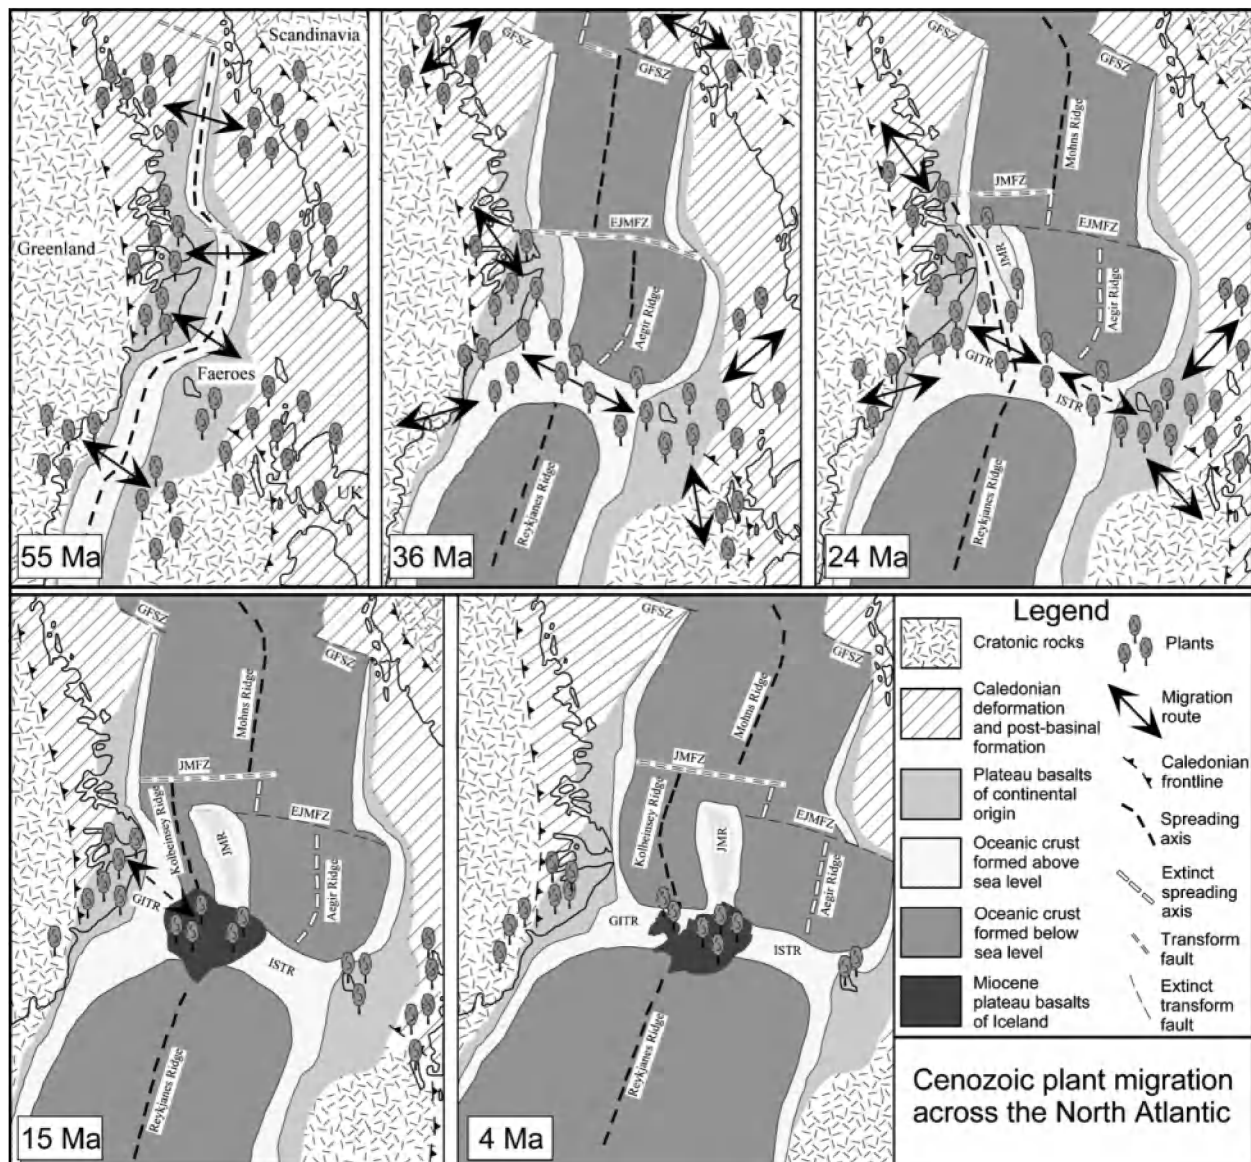 Scandinavia
Greenland
Faeroes
UK
55 Ma
GFSZ
GFSZ
EJMFZ
Aegir Ridge
Reykjanes Ridge
36 Ma
GFSZ
GFSZ
Mohns Ridge
JMFZ
EJMFZ
JMR
Aegir Ridge
GITR
ISTR
Reykjanes Ridge
24 Ma
GFSZ
GFSZ
Mohns Ridge
JMFZ
Kolbeinsey Ridge
EJMFZ
JMR
Aegir Ridge
GITR
ISTR
Reykjanes Ridge
15 Ma
GFSZ
GFSZ
Mohns Ridge
JMFZ
Kolbeinsey Ridge
EJMFZ
JMR
Aegir Ridge
GITR
ISTR
Reykjanes Ridge
4 Ma
Legend
Cratonic rocks
Caledonian
deformation
and post-basinal
formation
Plateau basalts
of continental
origin
Oceanic crust
formed above
sea level
Oceanic crust
formed below
sea level
Miocene
plateau basalts
of Iceland
Plants
Migration
route
Caledonian
frontline
Spreading
axis
Extinct
spreading
axis
Transform
fault
Extinct
transform
fault
Cenozoic plant migration
across the North Atlantic